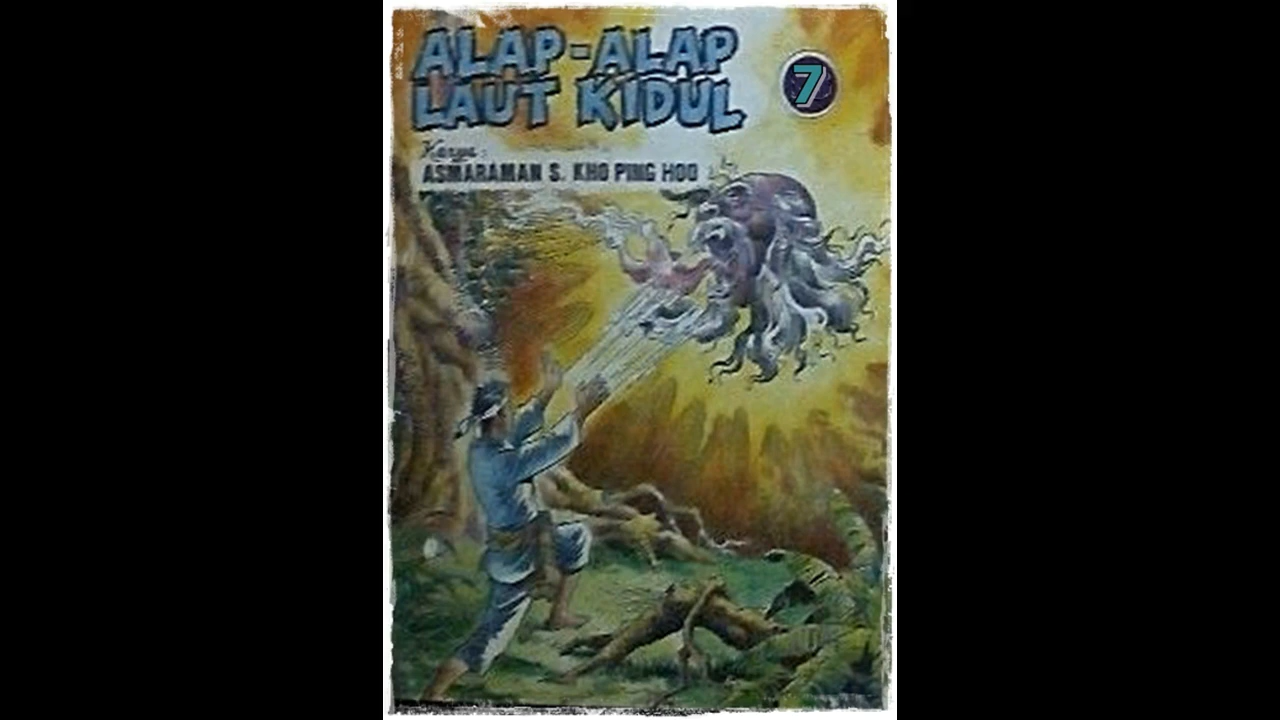 ALAP-ALAP
LAUT KIDUL
7
Karya :
ASMARAMAN S. KHO PING HOO